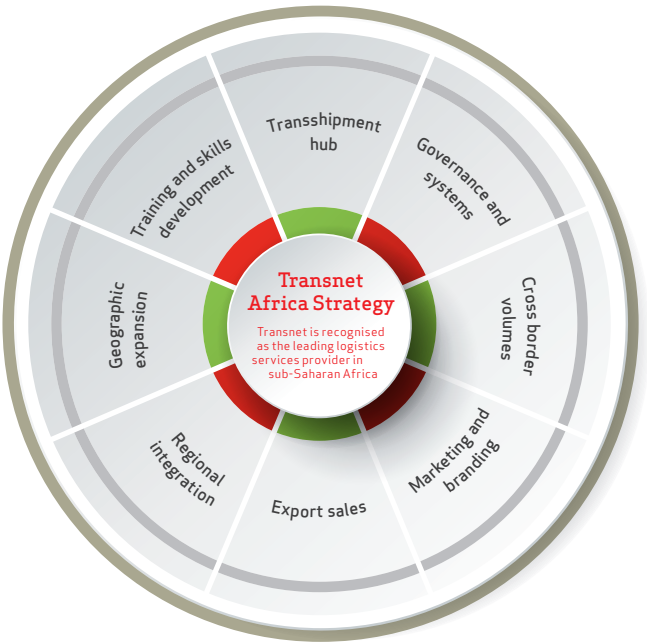 Transshipment
hub
Governance and
systems
Cross border
volumes
Marketing and
branding
Export sales
Regional
integration
Geographic
expansion
Training and skills
development
Transnet
Africa Strategy
Transnet is recognised
as the leading logistics
services provider in
sub-Saharan Africa